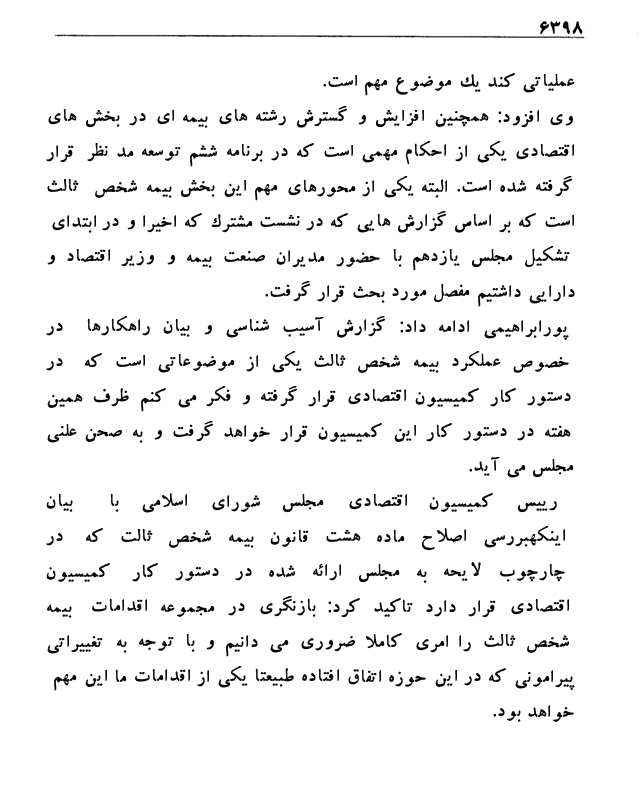 ۶۳۹۸
عملیاتی کند یك موضوع مهم است.
وی افزود: همچنین افزایش و گسترش رشته های بیمه ای در بخش های
اقتصادی یکی از احکام مهمی است که در برنامه ششم توسعه مد نظر قرار
گرفته شده است. البته یکی از محورهای مهم این بخش بیمه شخص ثالث
است که بر اساس گزارش هایی که در نشست مشترك که اخیرا و در ابتدای
تشکیل مجلس یازدهم با حضور مدیران صنعت بیمه و وزیر اقتصاد و
دارایی داشتیم مفصل مورد بحث قرار گرفت.
پورابراهیمی ادامه داد: گزارش آسیب شناسی و بیان راهکارها در
خصوص عملکرد بیمه شخص ثالث یکی از موضوعاتی است که در
دستور کار کمیسیون اقتصادی قرار گرفته و فکر می کنم ظرف همین
هفته در دستور کار این کمیسیون قرار خواهد گرفت و به صحن علنی
مجلس می آید.
رییس کمیسیون اقتصادی مجلس شورای اسلامی با بیان
اینکهبررسی اصلاح ماده هشت قانون بیمه شخص ثالث که در
چارچوب لایحه به مجلس ارائه شده در دستور کار کمیسیون
اقتصادی قرار دارد تاکید کرد: بازنگری در مجموعه اقدامات بیمه
شخص ثالث را امری کاملا ضروری می دانیم و با توجه به تغییراتی
پیرامونی که در این حوزه اتفاق افتاده طبیعتا یکی از اقدامات ما این مهم
خواهد بود.